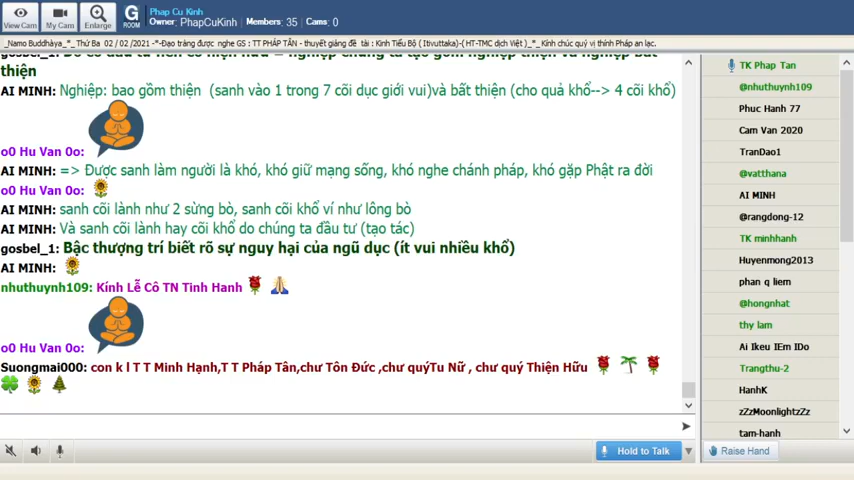 View Cam
My Cam
Enlarge
G
ROOM
Phap Cu Kinh
Owner: PhapCuKinh Members: 35 Cams: 0
_Namo Buddhàya_*_ Thứ Ba 02 / 02 /2021 -*-Đạo tràng được nghe GS : TT PHÁP TÂN - thuyết giảng đề tài : Kinh Tiểu Bộ ( Itivuttaka)-( HT-TMC dịch Việt )_*_ Kính chúc quý vị thính Pháp an lạc.
thiện
AI MINH: Nghiệp: bao gồm thiện (sanh vào 1 trong 7 cõi dục giới vui)và bất thiện (cho quả khổ--> 4 cõi khổ)
o0 Hu Van 0o:
AI MINH: => Được sanh làm người là khó, khó giữ mạng sống, khó nghe chánh pháp, khó gặp Phật ra đời
o0 Hu Van 0o:
AI MINH: sanh cõi lành như 2 sừng bò, sanh cõi khổ ví như lông bò
AI MINH: Và sanh cõi lành hay cõi khổ do chúng ta đầu tư (tạo tác)
gosbel_1: Bậc thượng trí biết rõ sự nguy hại của ngũ dục (ít vui nhiều khổ)
AI MINH:
nhuthuynh109: Kính Lễ Cô TN Tinh Hanh
o0 Hu Van 0o:
Suongmai000: con k l T T Minh Hạnh,T T Pháp Tân,chư Tôn Đức ,chư quýTu Nữ , chư quý Thiện Hữu
Hold to Talk
Raise Hand
TK Phap Tan
@nhuthuynh109
Phuc Hanh 77
Cam Van 2020
TranDao1
@vatthana
AI MINH
@rangdong-12
TK minhhanh
Huyenmong2013
phan q liem
@hongnhat
thy lam
Ai Ikeu IEm IDo
Trangthu-2
HanhK
zZzMoonlightzZz
tam-hanh